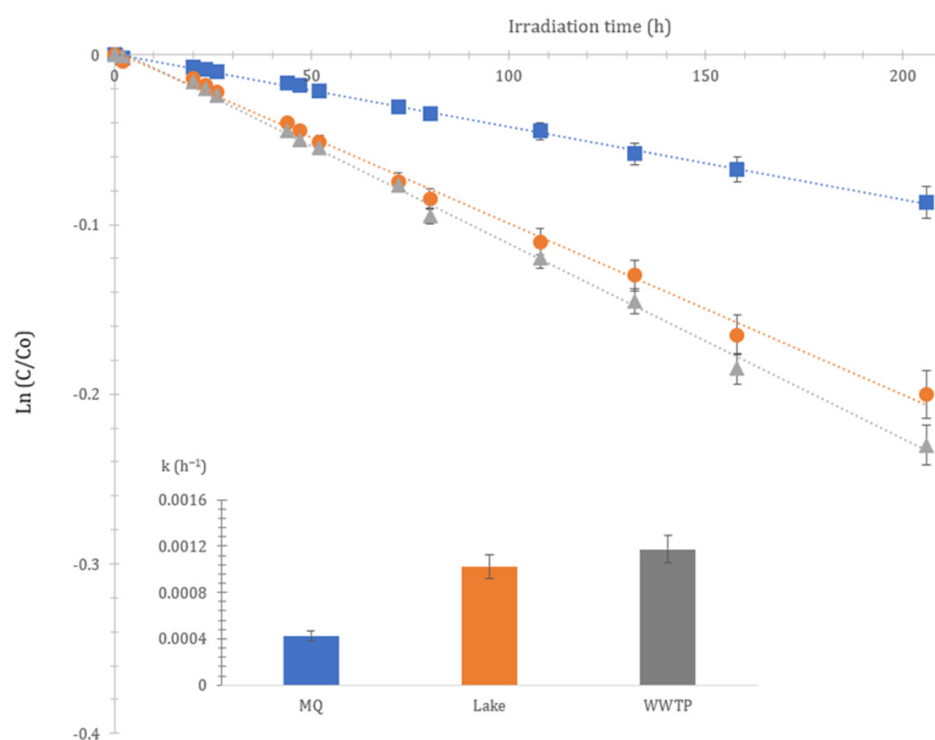 Irradiation time (h)
0
0
50
100
150
200
-0.1
-0.2
-0.3
-0.4
Ln (C/Co)
k (h⁻¹)
0.0016
0.0012
0.0008
0.0004
0
MQ
Lake
WWTP